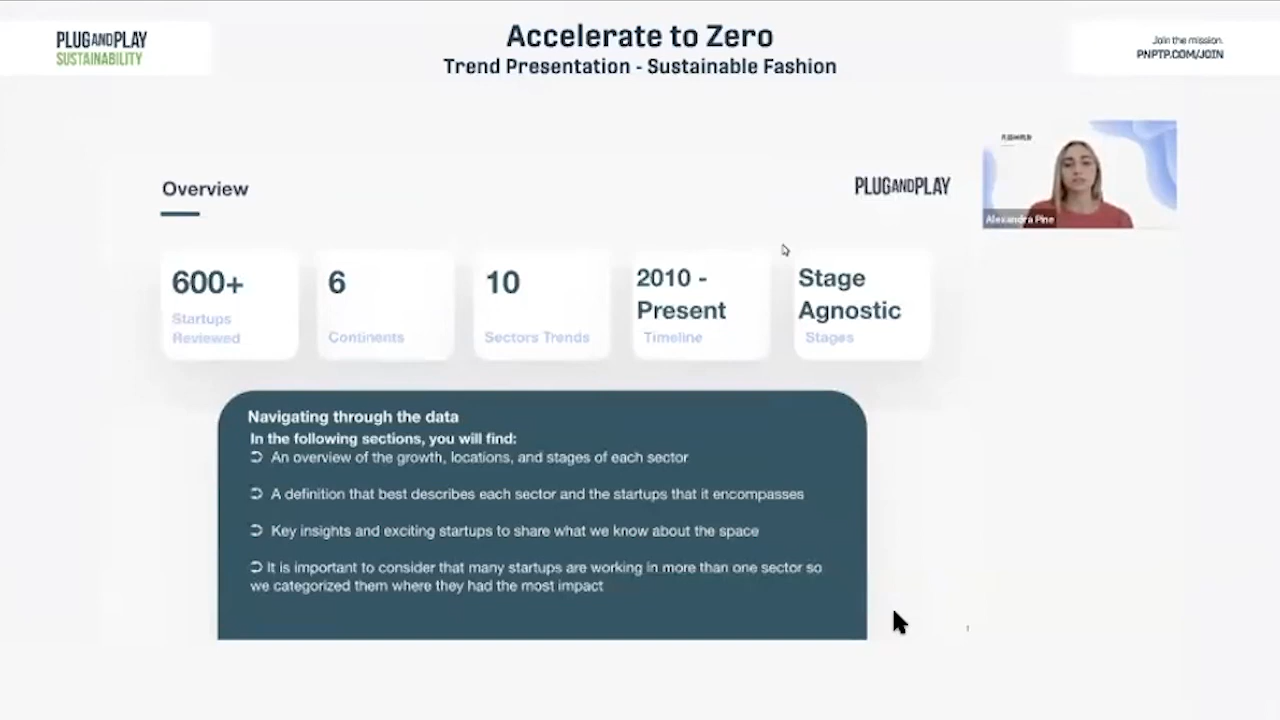 PLUGANDPLAY
SUSTAINABILITY
Accelerate to Zero
Trend Presentation - Sustainable Fashion
Join the mission.
PNPTP.COM/JOIN
Overview
PLUGANDPLAY
PLUGANDPLAY
Alexandra Pine
600+
Startups
Reviewed
6
Continents
10
Sectors Trends
2010 -
Present
Timeline
Stage
Agnostic
Stages
Navigating through the data
In the following sections, you will find:
➲ An overview of the growth, locations, and stages of each sector
➲ A definition that best describes each sector and the startups that it encompasses
➲ Key insights and exciting startups to share what we know about the space
➲ It is important to consider that many startups are working in more than one sector so
we categorized them where they had the most impact